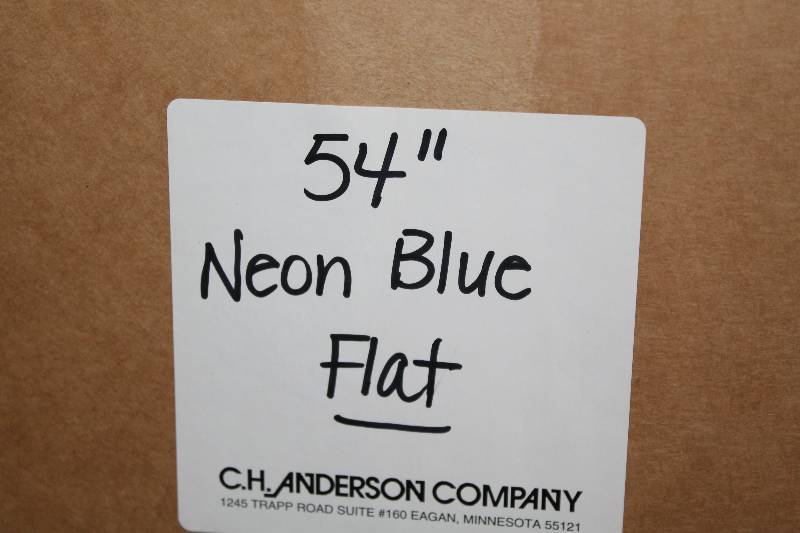 54"
Neon Blue
Flat
C.H. ANDERSON COMPANY
1245 TRAPP ROAD SUITE #160 EAGAN, MINNESOTA 55121